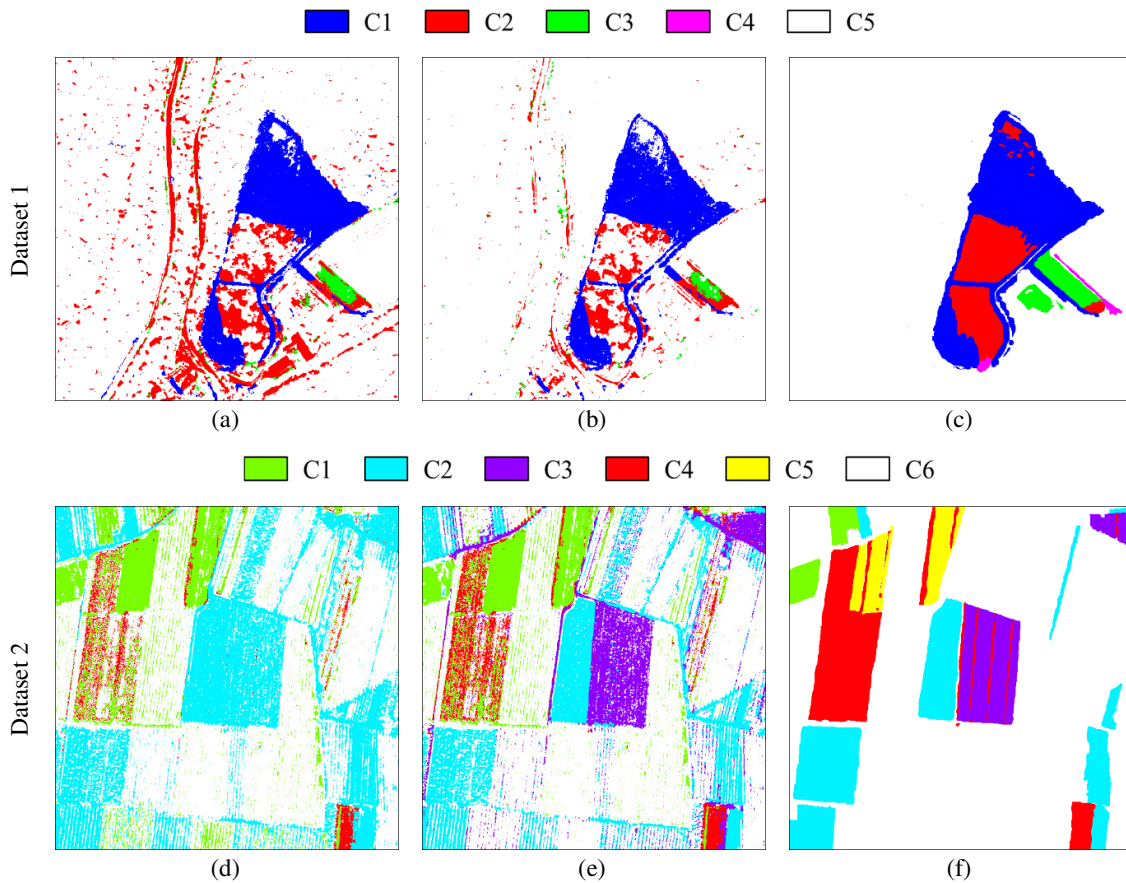 C1 C2 C3 C4 C5
Dataset 1
(a) (b) (c)
C1 C2 C3 C4 C5 C6
Dataset 2
(d) (e) (f)